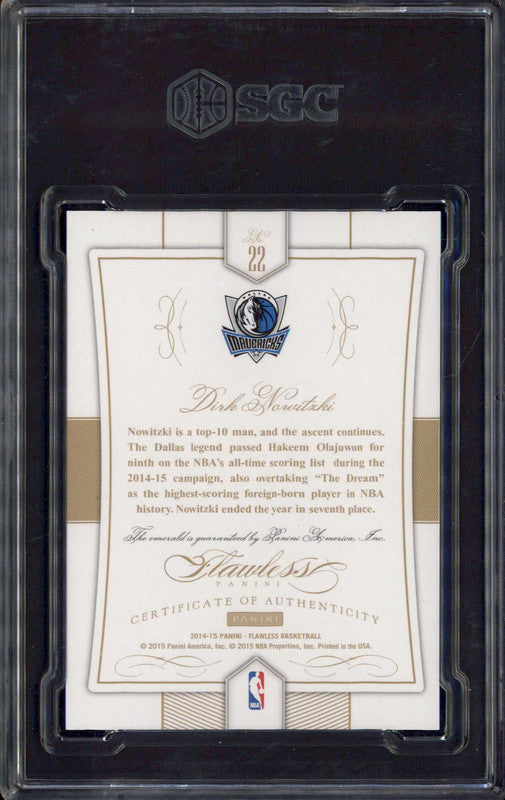 SGC
No.
22
DALLAS
MAVERICKS
Dirk Nowitzki
Nowitzki is a top-10 man, and the ascent continues.
The Dallas legend passed Hakeem Olajuwon for
ninth on the NBA's all-time scoring list during the
2014-15 campaign, also overtaking “The Dream”
as the highest-scoring foreign-born player in NBA
history. Nowitzki ended the year in seventh place.
The emerald is guaranteed by Panini America, Inc.
Flawless
PANINI
CERTIFICATE OF AUTHENTICITY
PANINI
2014-15 PANINI - FLAWLESS BASKETBALL
© 2015 Panini America, Inc. © 2015 NBA Properties, Inc. Printed in the USA.
NBA